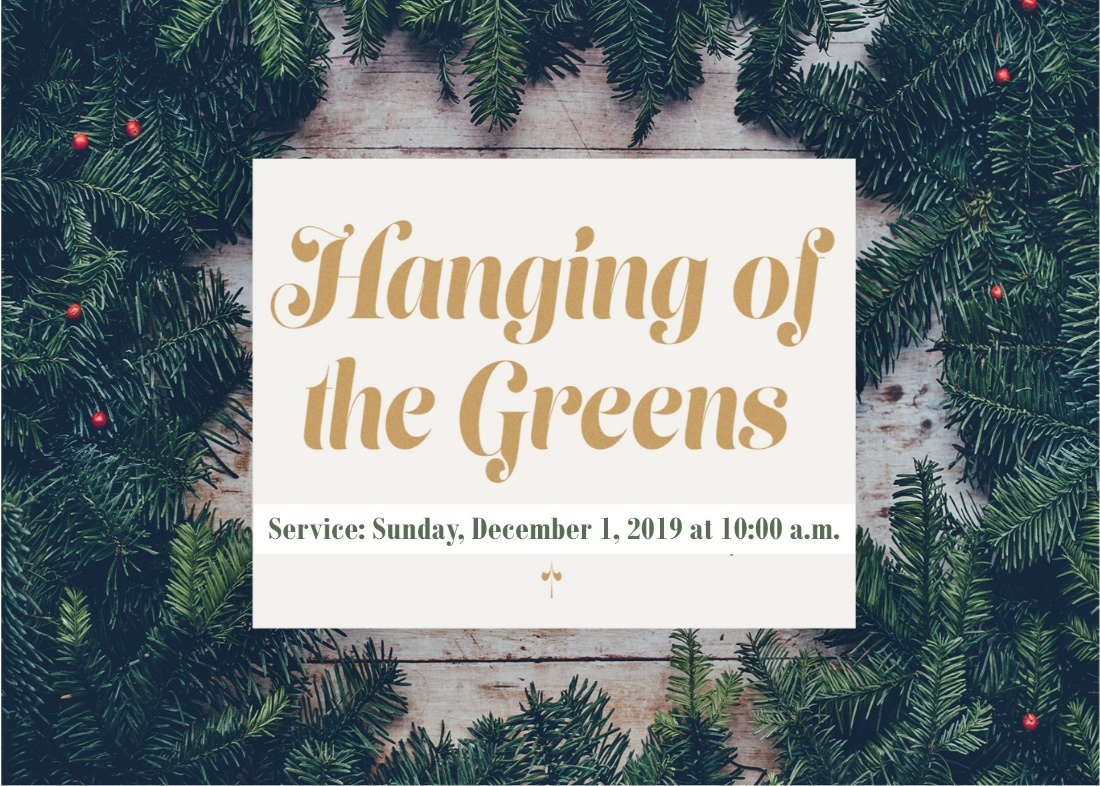 Hanging of
the Greens
Service: Sunday, December 1, 2019 at 10:00 a.m.